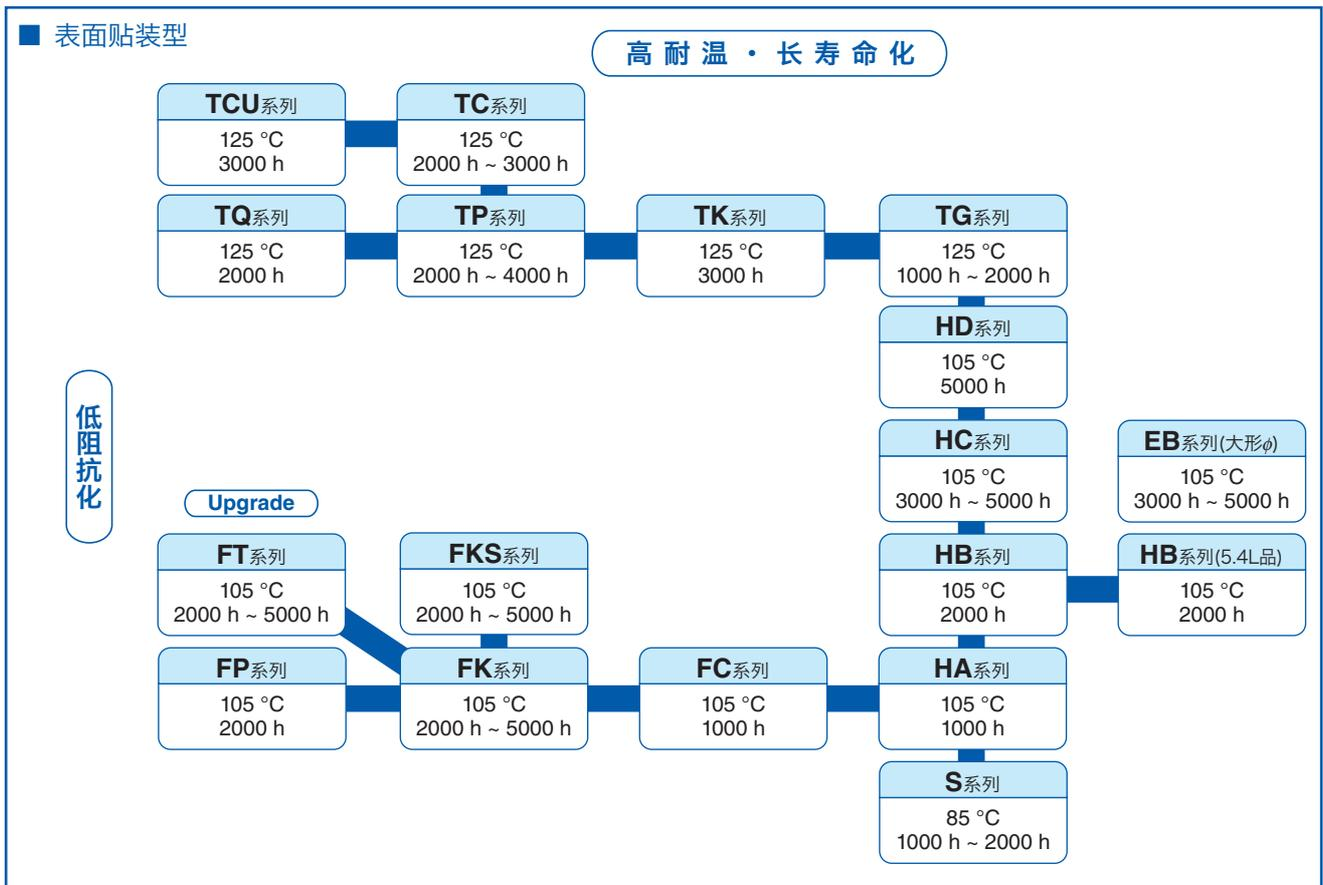 ■ 表面贴装型
高耐温・长寿命化
TCU系列
125 °C
3000 h
TC系列
125 °C
2000 h ~ 3000 h
TQ系列
125 °C
2000 h
TP系列
125 °C
2000 h ~ 4000 h
TK系列
125 °C
3000 h
TG系列
125 °C
1000 h ~ 2000 h
HD系列
105 °C
5000 h
低阻抗化
HC系列
105 °C
3000 h ~ 5000 h
EB系列(大形ϕ)
105 °C
3000 h ~ 5000 h
Upgrade
FT系列
105 °C
2000 h ~ 5000 h
FKS系列
105 °C
2000 h ~ 5000 h
HB系列
105 °C
2000 h
HB系列(5.4L品)
105 °C
2000 h
FP系列
105 °C
2000 h
FK系列
105 °C
2000 h ~ 5000 h
FC系列
105 °C
1000 h
HA系列
105 °C
1000 h
S系列
85 °C
1000 h ~ 2000 h